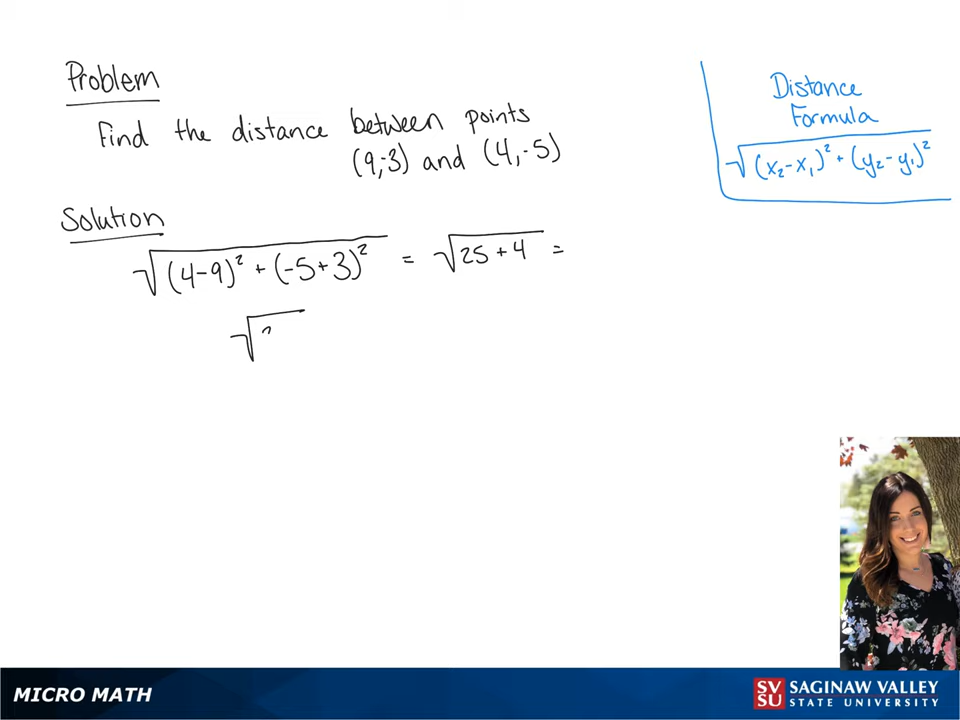 Problem
Find the distance between points
(9,-3) and (4,-5)
Distance
Formula
√(x₂-x₁)² + (y₂-y₁)²
Solution
√(4-9)² + (-5+3)² = √25 + 4 =
√
MICRO MATH
SVSU SAGINAW VALLEY
STATE UNIVERSITY